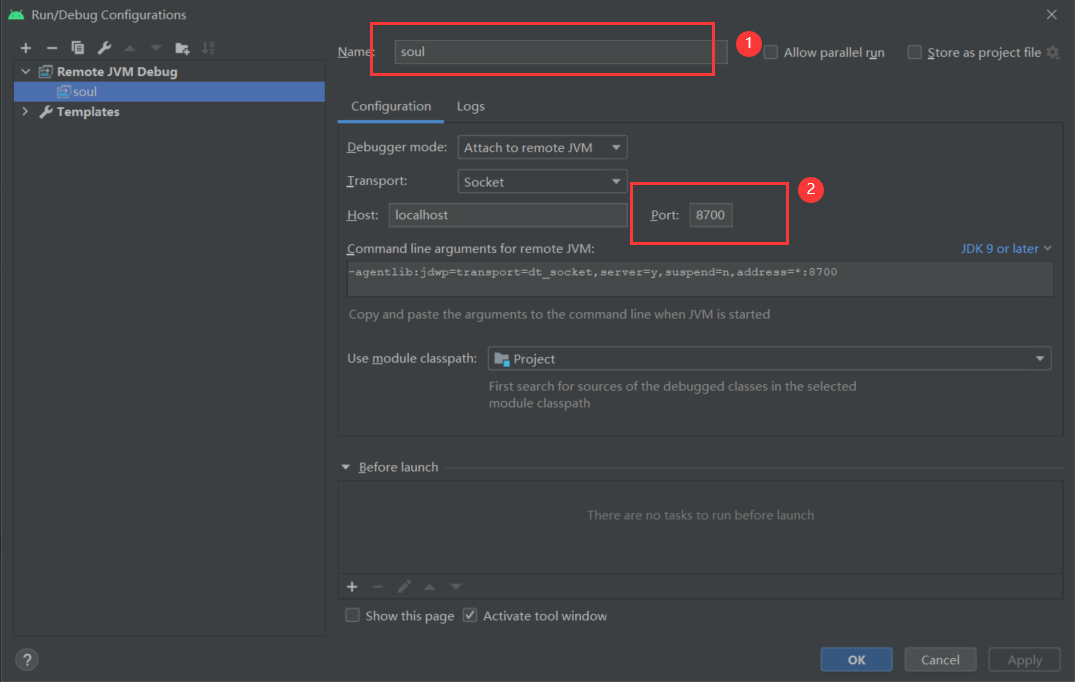 Run/Debug Configurations
Name: soul
1
Allow parallel run
Store as project file
Remote JVM Debug
soul
Templates
Configuration
Logs
Debugger mode: Attach to remote JVM
Transport: Socket
2
Host: localhost
Port: 8700
Command line arguments for remote JVM:
JDK 9 or later
-agentlib:jdwp=transport=dt_socket,server=y,suspend=n,address=*:8700
Copy and paste the arguments to the command line when JVM is started
Use module classpath: Project
First search for sources of the debugged classes in the selected
module classpath
Before launch
There are no tasks to run before launch
Show this page
Activate tool window
?
OK
Cancel
Apply